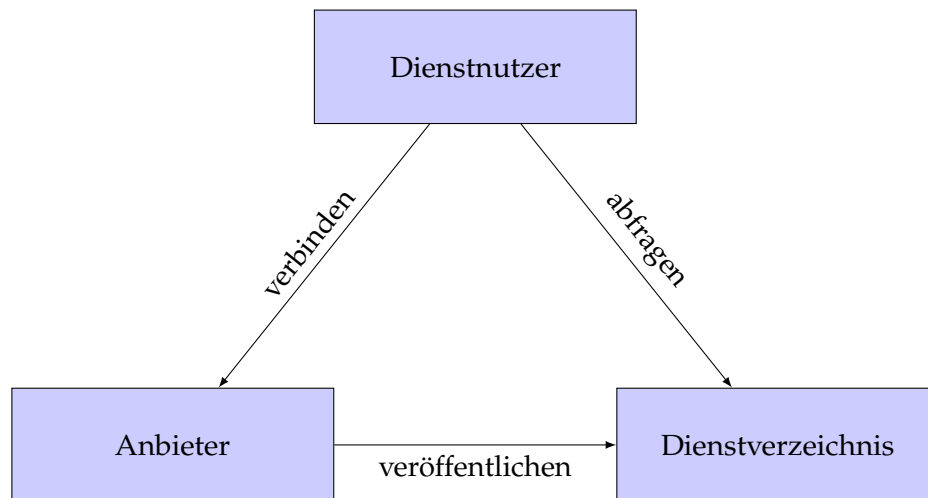 Dienstnutzer
verbinden
abfragen
Anbieter
veröffentlichen
Dienstverzeichnis